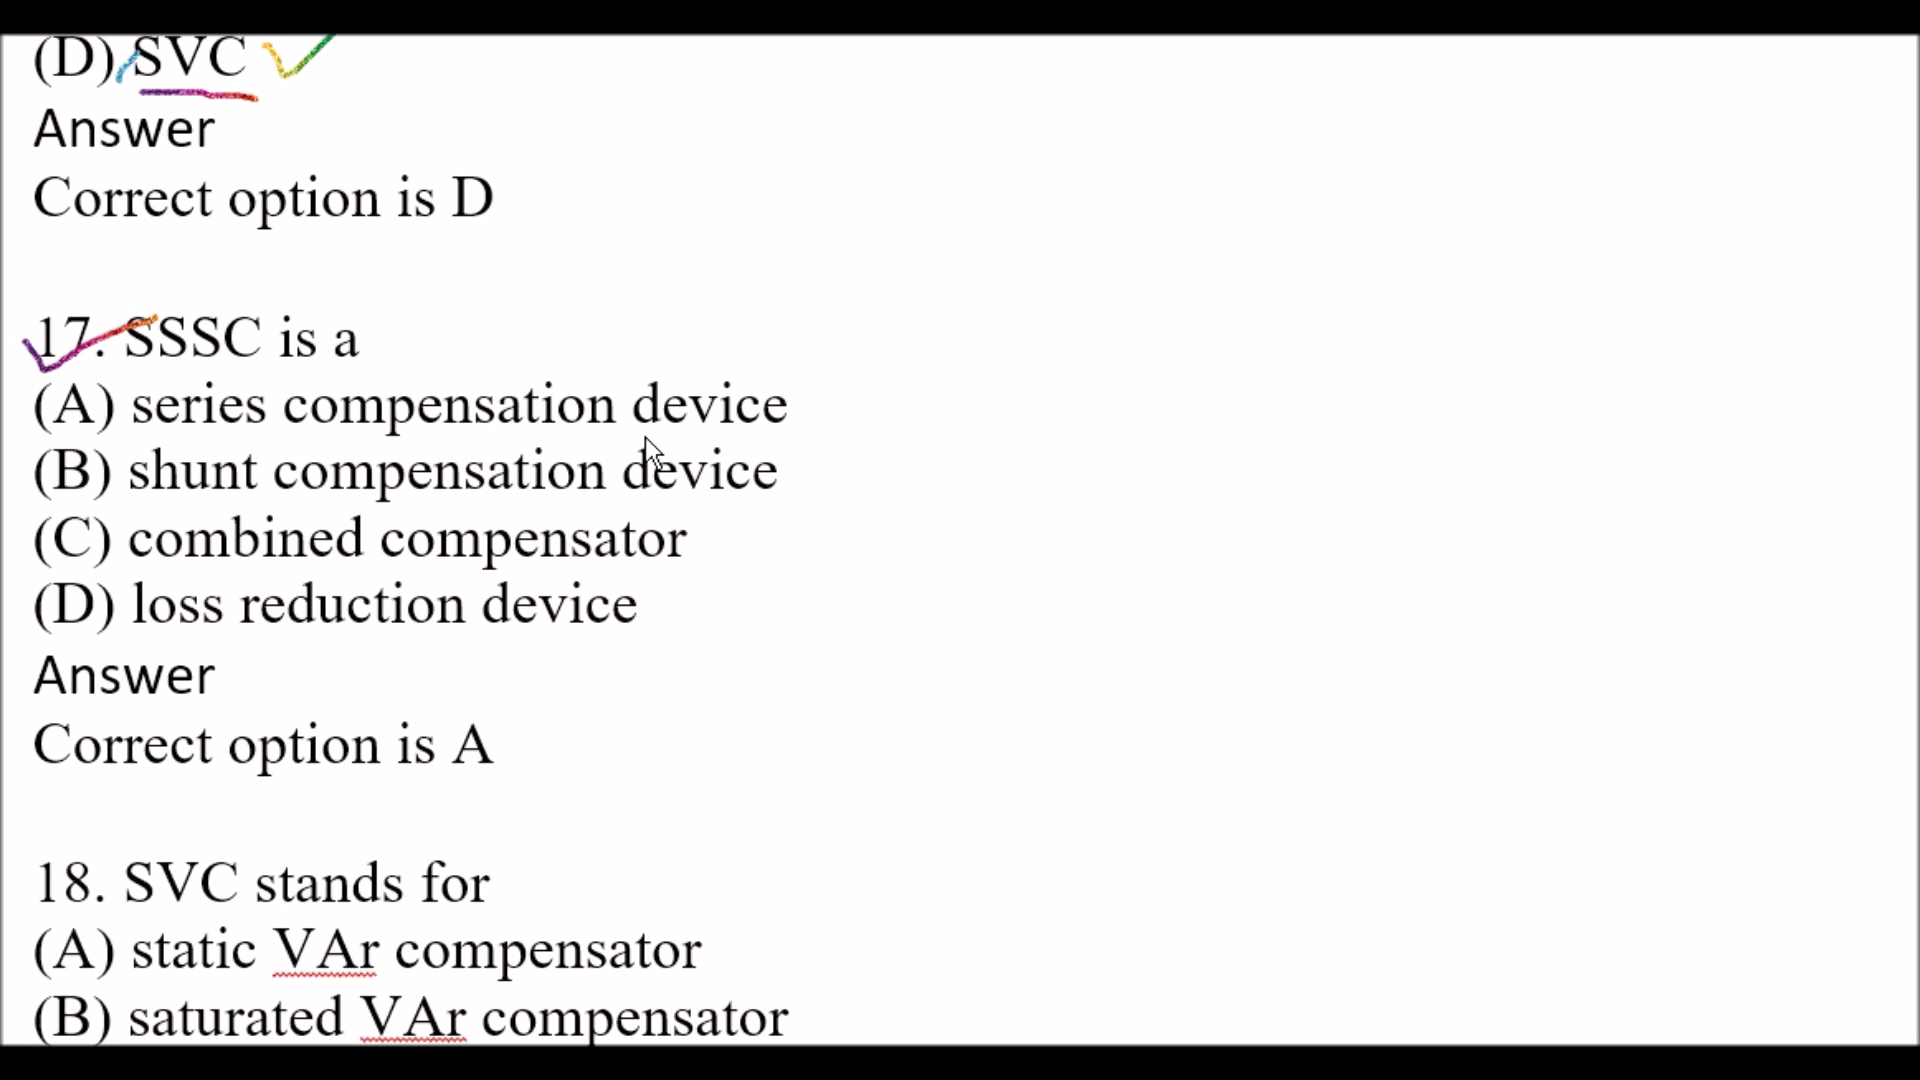 (D) SVC
Answer
Correct option is D
17. SSSC is a
(A) series compensation device
(B) shunt compensation device
(C) combined compensator
(D) loss reduction device
Answer
Correct option is A
18. SVC stands for
(A) static VAr compensator
(B) saturated VAr compensator